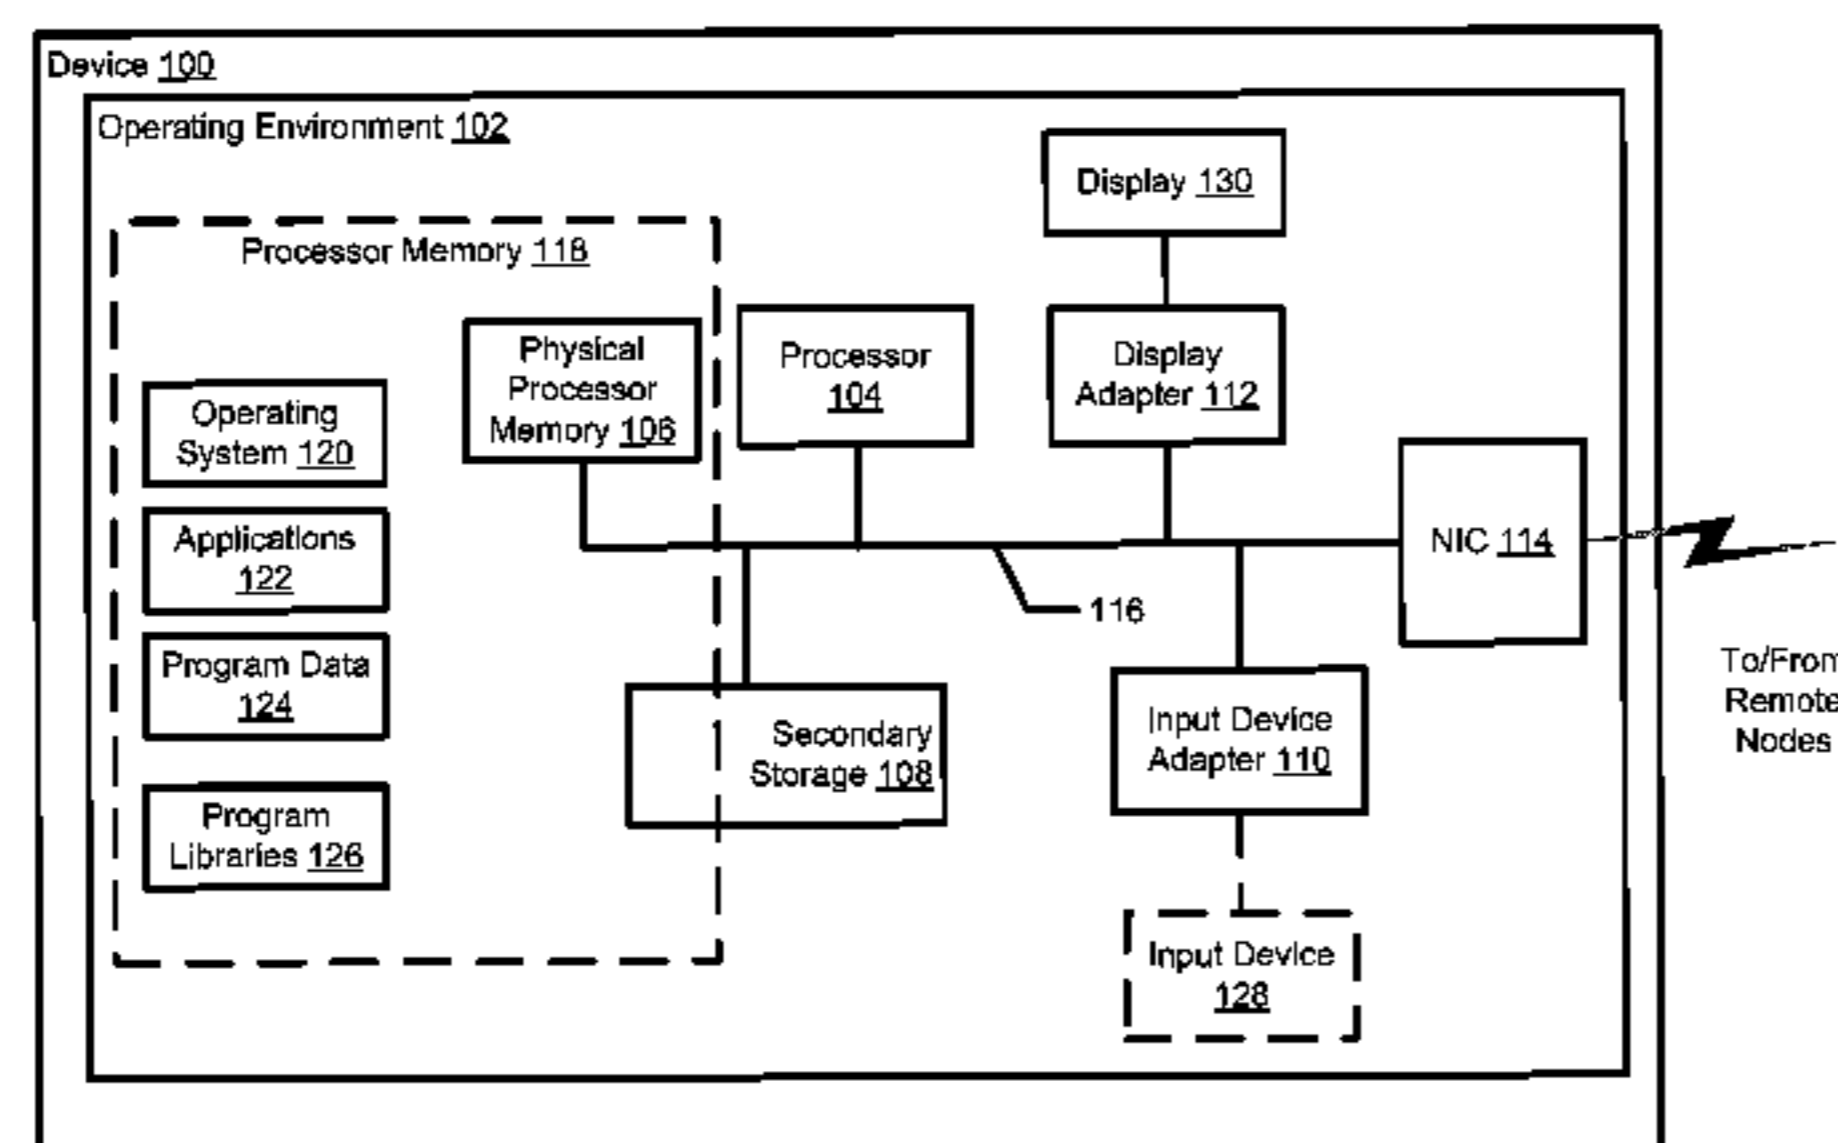 Device 100
Operating Environment 102
Display 130
Processor Memory 118
Physical
Processor
Memory 106
Processor
104
Display
Adapter 112
Operating
System 120
Applications
122
NIC 114
116
Program Data
124
To/From
Remote
Nodes
Secondary
Storage 108
Input Device
Adapter 110
Program
Libraries 126
Input Device
128